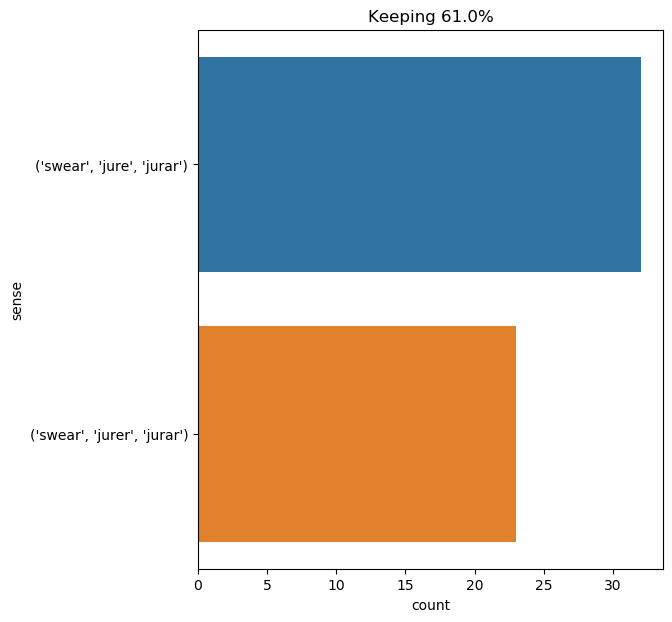 Keeping 61.0%
('swear', 'jure', 'jurar')
('swear', 'jurer', 'jurar')
sense
0 5 10 15 20 25 30
count